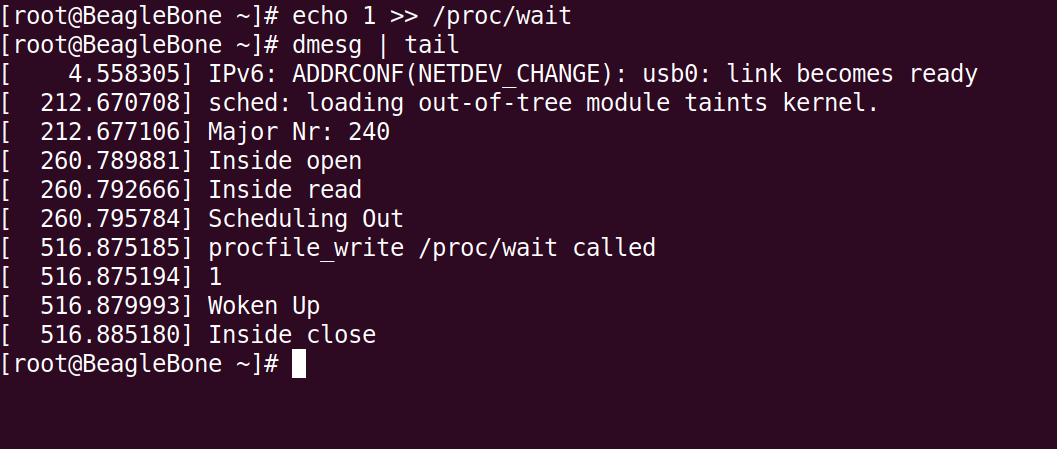 [root@BeagleBone ~]# echo 1 >> /proc/wait
[root@BeagleBone ~]# dmesg | tail
[    4.558305] IPv6: ADDRCONF(NETDEV_CHANGE): usb0: link becomes ready
[  212.670708] sched: loading out-of-tree module taints kernel.
[  212.677106] Major Nr: 240
[  260.789881] Inside open
[  260.792666] Inside read
[  260.795784] Scheduling Out
[  516.875185] procfile_write /proc/wait called
[  516.875194] 1
[  516.879993] Woken Up
[  516.885180] Inside close
[root@BeagleBone ~]#